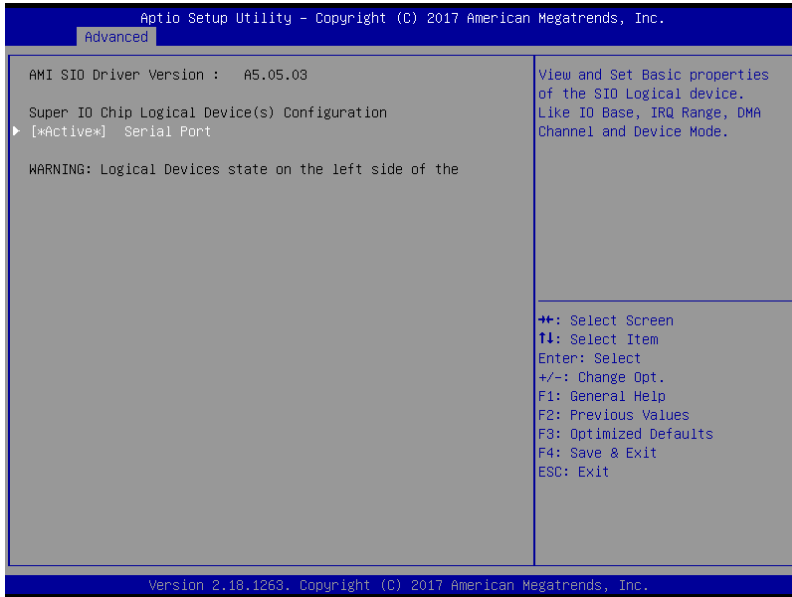 Aptio Setup Utility – Copyright (C) 2017 American Megatrends, Inc.
Advanced
AMI SIO Driver Version : A5.05.03
Super IO Chip Logical Device(s) Configuration
[*Active*] Serial Port
WARNING: Logical Devices state on the left side of the
View and Set Basic properties
of the SIO Logical device.
Like IO Base, IRQ Range, DMA
Channel and Device Mode.
→←: Select Screen
↑↓: Select Item
Enter: Select
+/-: Change Opt.
F1: General Help
F2: Previous Values
F3: Optimized Defaults
F4: Save & Exit
ESC: Exit
Version 2.18.1263. Copyright (C) 2017 American Megatrends, Inc.